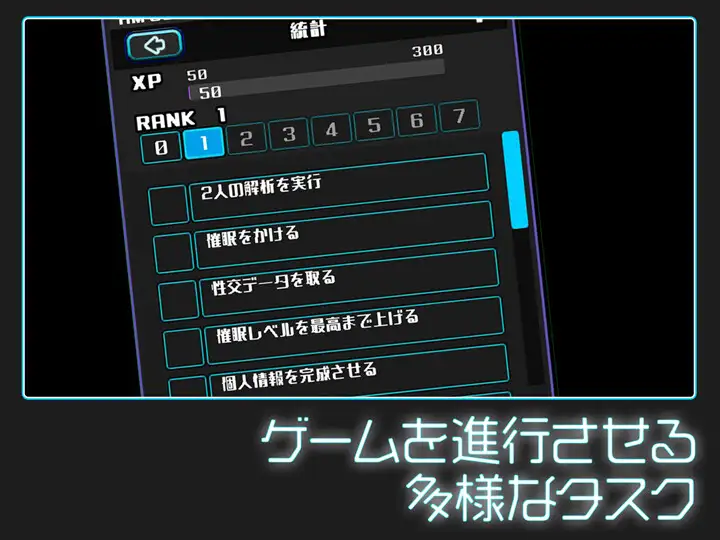 統計
XP
50
300
50
RANK 1
0 1 2 3 4 5 6 7
2人の解析を実行
催眠をかける
性交データを取る
催眠レベルを最高まで上げる
個人情報を完成させる
ゲームを進行させる
多様なタスク